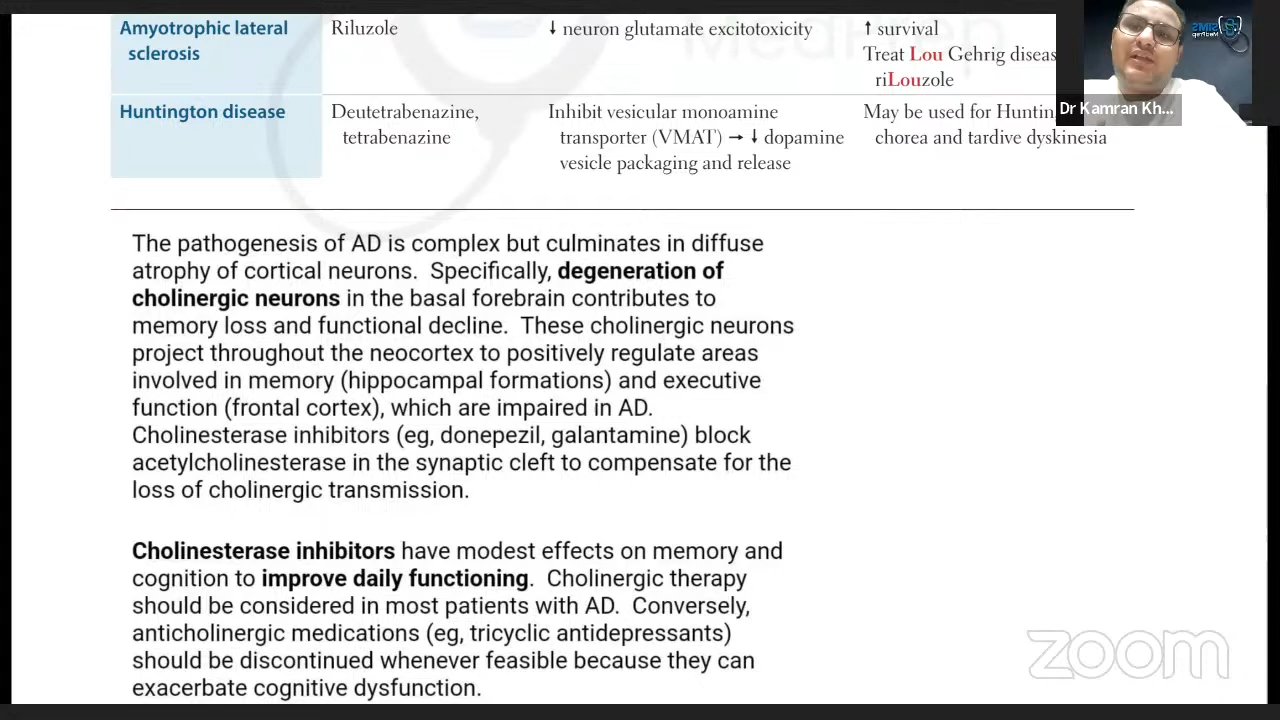 Amyotrophic lateral
sclerosis
Riluzole
↓ neuron glutamate excitotoxicity
↑ survival
Treat Lou Gehrig diseas
riLouzole
Huntington disease
Deutetrabenazine,
tetrabenazine
Inhibit vesicular monoamine
transporter (VMAT) → ↓ dopamine
vesicle packaging and release
May be used for Huntin
chorea and tardive dyskinesia
Dr Kamran Kh...
The pathogenesis of AD is complex but culminates in diffuse
atrophy of cortical neurons. Specifically, degeneration of
cholinergic neurons in the basal forebrain contributes to
memory loss and functional decline. These cholinergic neurons
project throughout the neocortex to positively regulate areas
involved in memory (hippocampal formations) and executive
function (frontal cortex), which are impaired in AD.
Cholinesterase inhibitors (eg, donepezil, galantamine) block
acetylcholinesterase in the synaptic cleft to compensate for the
loss of cholinergic transmission.
Cholinesterase inhibitors have modest effects on memory and
cognition to improve daily functioning. Cholinergic therapy
should be considered in most patients with AD. Conversely,
anticholinergic medications (eg, tricyclic antidepressants)
should be discontinued whenever feasible because they can
exacerbate cognitive dysfunction.
zoom